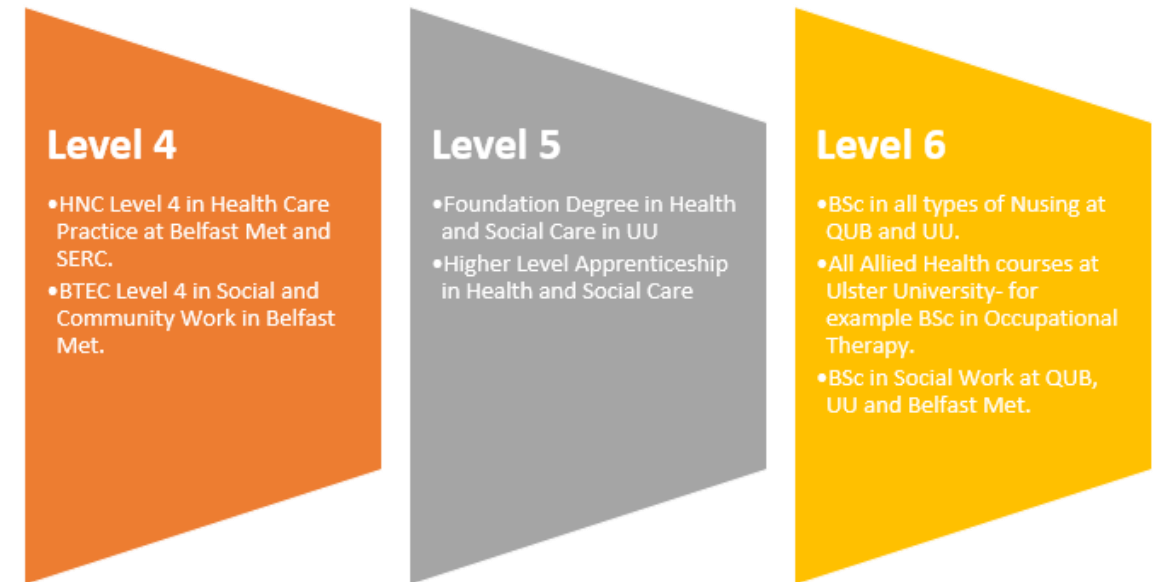 Level 4
•HNC Level 4 in Health Care
Practice at Belfast Met and
SERC.
•BTEC Level 4 in Social and
Community Work in Belfast
Met.
Level 5
•Foundation Degree in Health
and Social Care in UU
•Higher Level Apprenticeship
in Health and Social Care
Level 6
•BSc in all types of Nusing at
QUB and UU.
•All Allied Health courses at
Ulster University- for
example BSc in Occupational
Therapy.
•BSc in Social Work at QUB,
UU and Belfast Met.